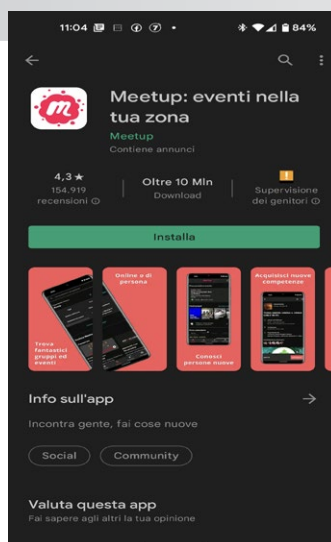 11:04
84%
m
Meetup: eventi nella
tua zona
Meetup
Contiene annunci
4,3★
154.919
recensioni
Oltre 10 Mln
Download
Supervisione
dei genitori
Installa
Trova
fantastici
gruppi ed
eventi
Online o di
persona
Conosci
persone nuove
Acquisisci nuove
competenze
Info sull'app
Incontra gente, fai cose nuove
Social
Community
Valuta questa app
Fai sapere agli altri la tua opinione